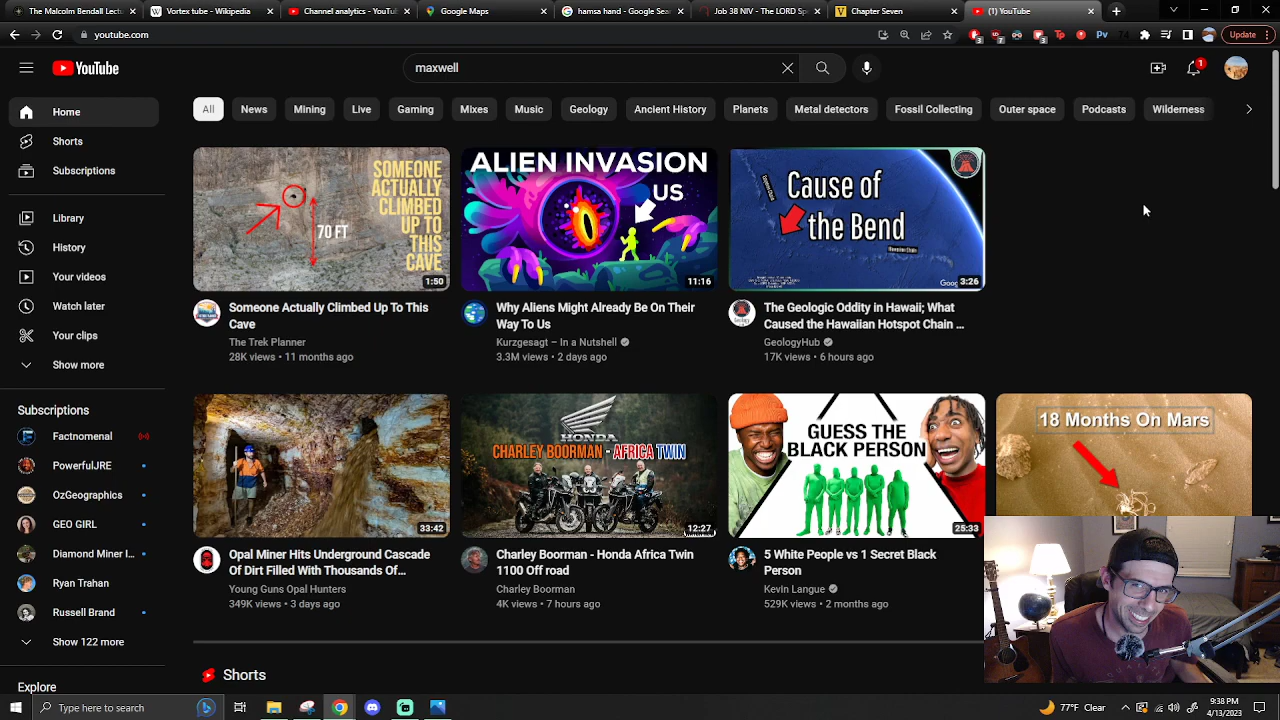 The Malcolm Bendall Lectu
Vortex tube - Wikipedia
Channel analytics - YouTu
Google Maps
hamsa hand - Google Sea
Job 38 NIV - The LORD Sp
Chapter Seven
(1) YouTube
youtube.com
Update
YouTube
maxwell
1
Home
Shorts
Subscriptions
Library
History
Your videos
Watch later
Your clips
Show more
Subscriptions
Factnomenal
PowerfulJRE
OzGeographics
GEO GIRL
Diamond Miner I...
Ryan Trahan
Russell Brand
Show 122 more
Explore
All
News
Mining
Live
Gaming
Mixes
Music
Geology
Ancient History
Planets
Metal detectors
Fossil Collecting
Outer space
Podcasts
Wilderness
SOMEONE
ACTUALLY
CLIMBED
UP TO
THIS
CAVE
70 FT
1:50
Someone Actually Climbed Up To This
Cave
The Trek Planner
28K views • 11 months ago
ALIEN INVASION
US
11:16
Why Aliens Might Already Be On Their
Way To Us
Kurzgesagt – In a Nutshell
3.3M views • 2 days ago
Cause of
the Bend
3:26
The Geologic Oddity in Hawaii; What
Caused the Hawaiian Hotspot Chain ...
GeologyHub
17K views • 6 hours ago
33:42
Opal Miner Hits Underground Cascade
Of Dirt Filled With Thousands Of...
Young Guns Opal Hunters
349K views • 3 days ago
HONDA
CHARLEY BOORMAN - AFRICA TWIN
12:27
Charley Boorman - Honda Africa Twin
1100 Off road
Charley Boorman
4K views • 7 hours ago
GUESS THE
BLACK PERSON
25:33
5 White People vs 1 Secret Black
Person
Kevin Langue
529K views • 2 months ago
18 Months On Mars
Shorts
Type here to search
77°F Clear
9:38 PM
4/13/2023